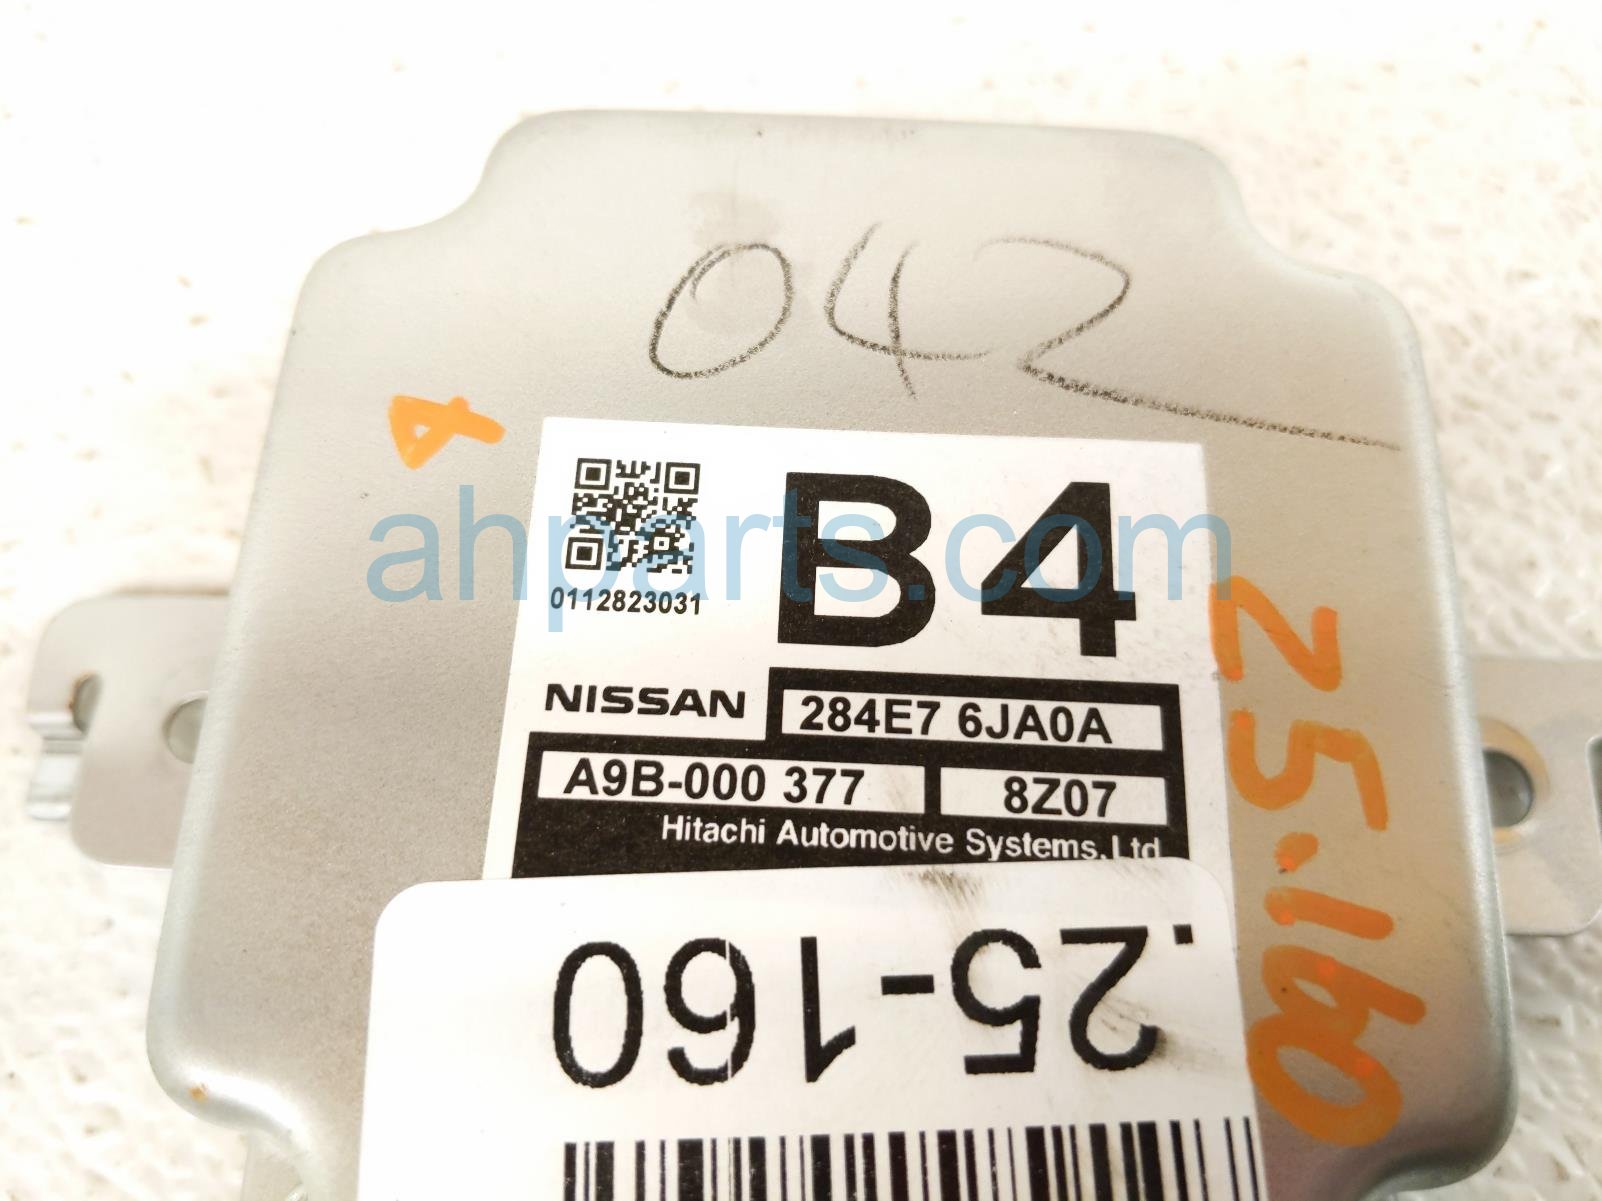 042
4
B4
0112823031
ahparts.com
NISSAN
284E7 6JA0A
A9B-000 377
8Z07
Hitachi Automotive Systems, Ltd
25-160
25.160